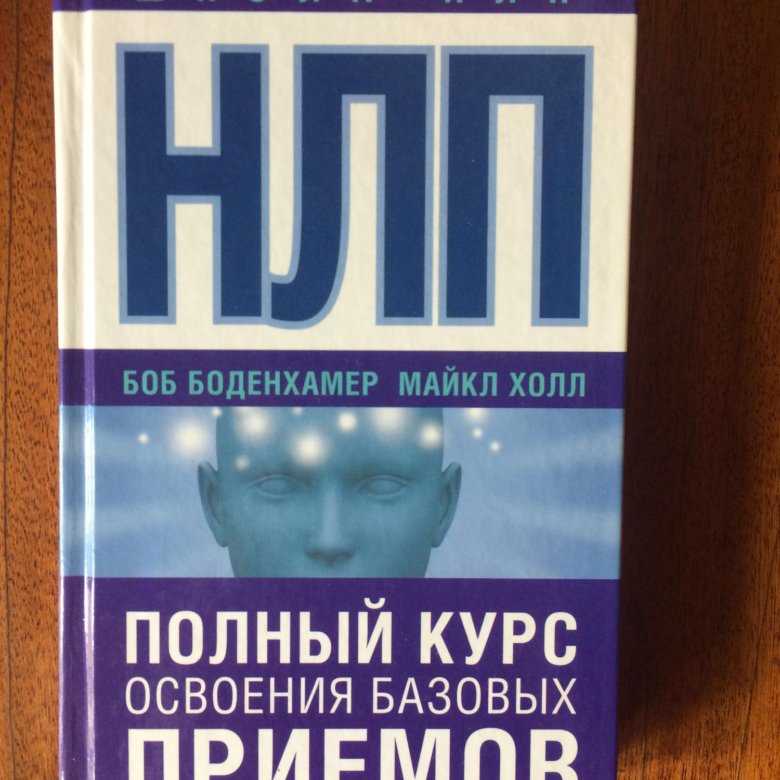 НЛП
БОБ БОДЕНХАМЕР МАЙКЛ ХОЛЛ
ПОЛНЫЙ КУРС
ОСВОЕНИЯ БАЗОВЫХ
ПРИЕМОВ